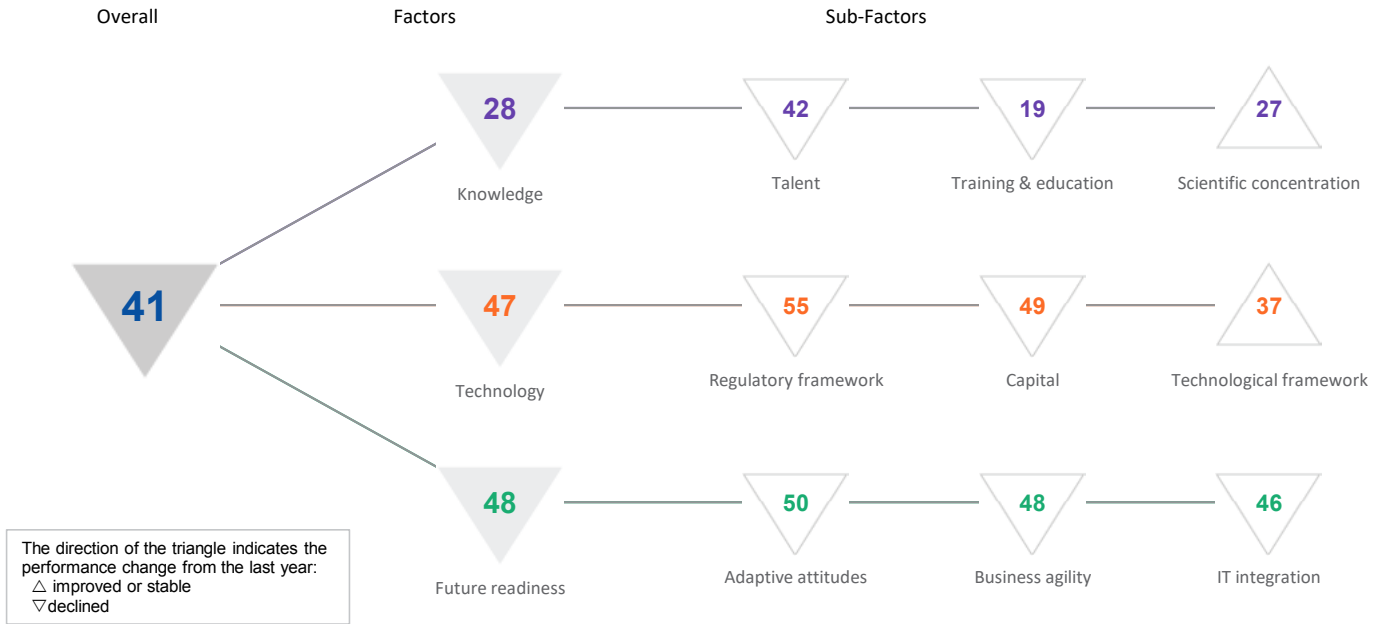 Overall
Factors
Sub-Factors
28
42
19
27
Knowledge
Talent
Training & education
Scientific concentration
41
47
55
49
37
Technology
Regulatory framework
Capital
Technological framework
48
50
48
46
Future readiness
Adaptive attitudes
Business agility
IT integration
The direction of the triangle indicates the
performance change from the last year:
△ improved or stable
▽declined